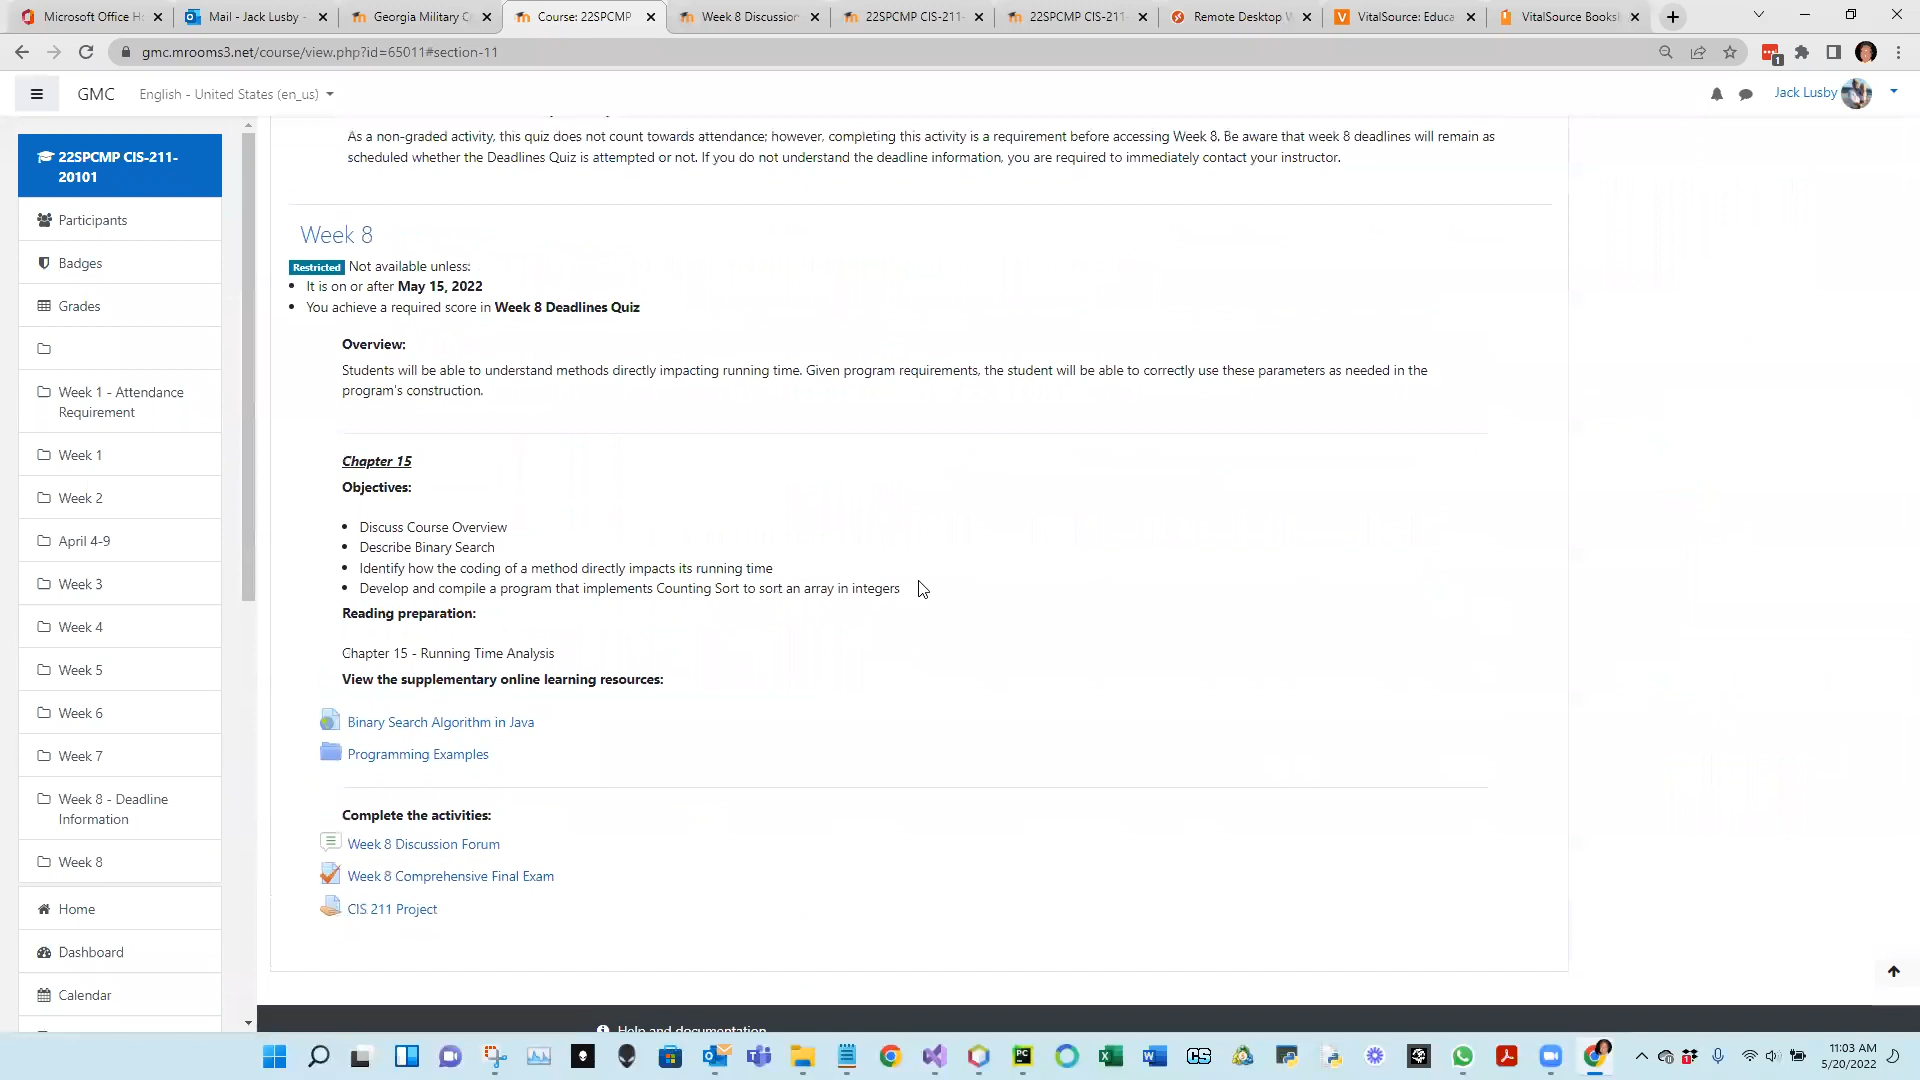 Microsoft Office H
Mail - Jack Lusby -
Georgia Military C
Course: 22SPCMP
Week 8 Discussion
22SPCMP CIS-211-
22SPCMP CIS-211-
Remote Desktop W
VitalSource: Educa
VitalSource Books
gmc.mrooms3.net/course/view.php?id=65011#section-11
1
GMC
English - United States (en_us)
Jack Lusby
22SPCMP CIS-211-
20101
Participants
Badges
Grades
Week 1 - Attendance
Requirement
Week 1
Week 2
April 4-9
Week 3
Week 4
Week 5
Week 6
Week 7
Week 8 - Deadline
Information
Week 8
Home
Dashboard
Calendar
As a non-graded activity, this quiz does not count towards attendance; however, completing this activity is a requirement before accessing Week 8. Be aware that week 8 deadlines will remain as
scheduled whether the Deadlines Quiz is attempted or not. If you do not understand the deadline information, you are required to immediately contact your instructor.
Week 8
Restricted Not available unless:
• It is on or after May 15, 2022
• You achieve a required score in Week 8 Deadlines Quiz
Overview:
Students will be able to understand methods directly impacting running time. Given program requirements, the student will be able to correctly use these parameters as needed in the
program's construction.
Chapter 15
Objectives:
• Discuss Course Overview
• Describe Binary Search
• Identify how the coding of a method directly impacts its running time
• Develop and compile a program that implements Counting Sort to sort an array in integers
Reading preparation:
Chapter 15 - Running Time Analysis
View the supplementary online learning resources:
Binary Search Algorithm in Java
Programming Examples
Complete the activities:
Week 8 Discussion Forum
Week 8 Comprehensive Final Exam
CIS 211 Project
Help and documentation
PC
CS
11:03 AM
5/20/2022